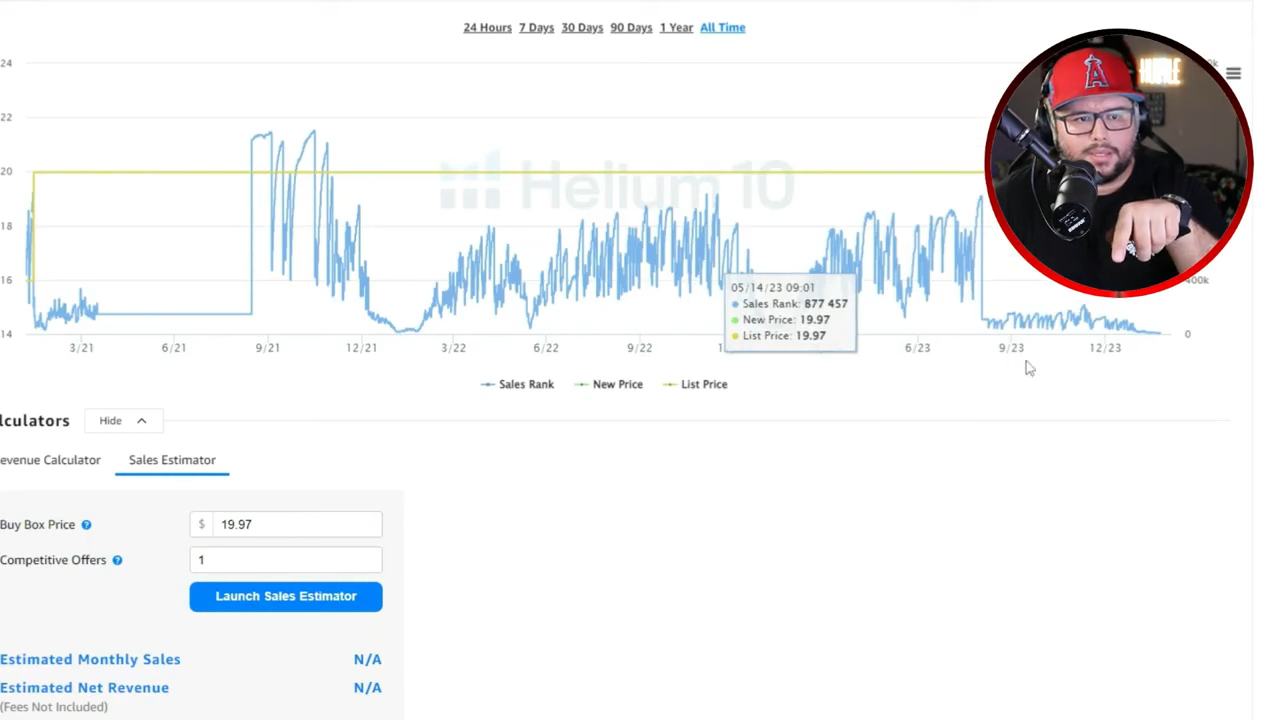 24 Hours 7 Days 30 Days 90 Days 1 Year All Time
24
22
20
18
16
14
Helium 10
A
05/14/23 09:01
Sales Rank: 877 457
New Price: 19.97
List Price: 19.97
400k
0
3/21 6/21 9/21 12/21 3/22 6/22 9/22 1 6/23 9/23 12/23
Sales Rank New Price List Price
lculators Hide
evenue Calculator Sales Estimator
Buy Box Price ? $ 19.97
Competitive Offers ? 1
Launch Sales Estimator
Estimated Monthly Sales N/A
Estimated Net Revenue N/A
(Fees Not Included)